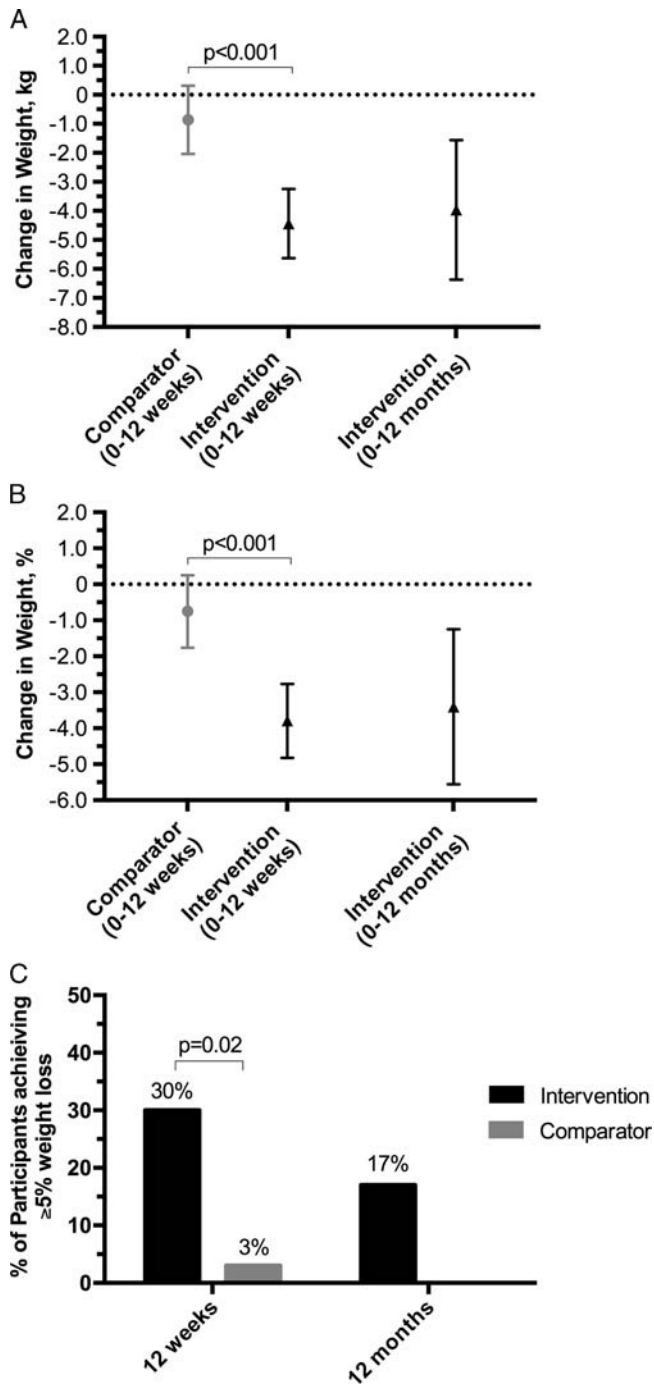 A
Change in Weight, kg
2.0
1.0
0
-1.0
-2.0
-3.0
-4.0
-5.0
-6.0
-7.0
-8.0
p<0.001
Comparator
(0-12 weeks)
Intervention
(0-12 weeks)
Intervention
(0-12 months)
B
Change in Weight, %
2.0
1.0
0
-1.0
-2.0
-3.0
-4.0
-5.0
-6.0
p<0.001
Comparator
(0-12 weeks)
Intervention
(0-12 weeks)
Intervention
(0-12 months)
C
% of Participants achieiving
≥5% weight loss
50
40
30
20
10
0
p=0.02
30%
3%
17%
12 weeks
12 months
Intervention
Comparator